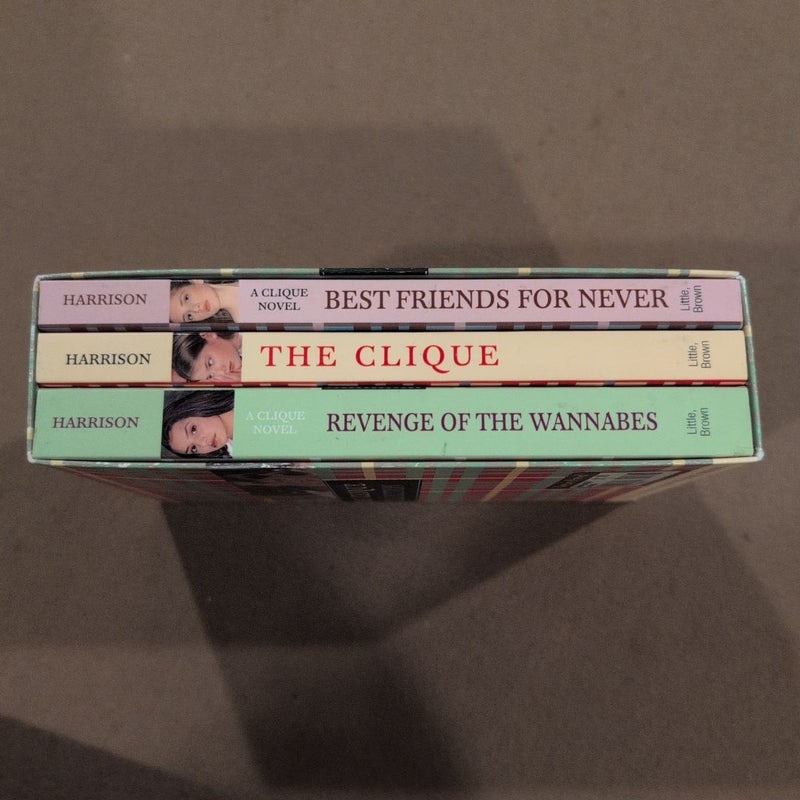 HARRISON
A CLIQUE
NOVEL
BEST FRIENDS FOR NEVER
Little,
Brown
HARRISON
THE CLIQUE
Little,
Brown
HARRISON
A CLIQUE
NOVEL
REVENGE OF THE WANNABES
Little,
Brown